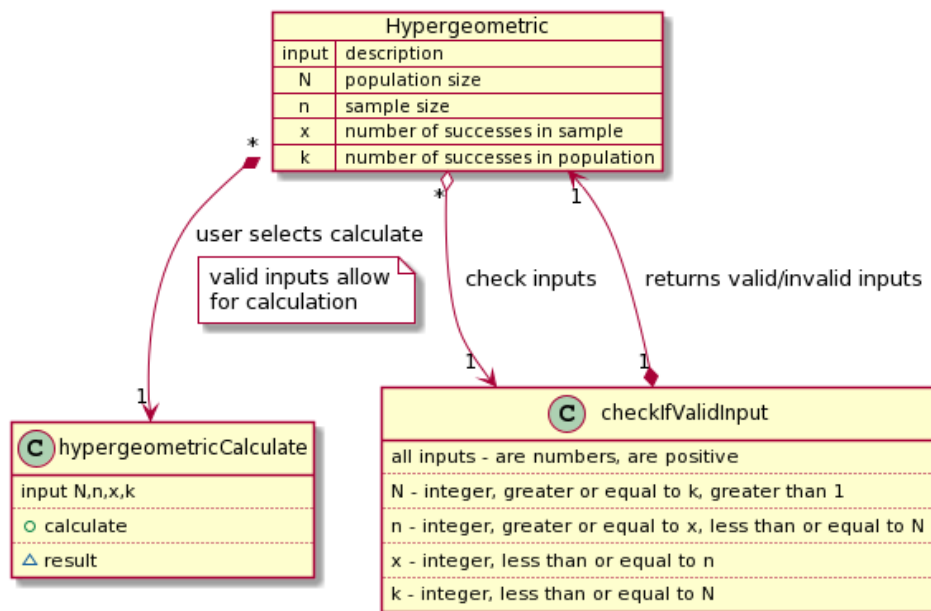 Hypergeometric
input description
N population size
n sample size
x number of successes in sample
k number of successes in population
*
*
1
user selects calculate
valid inputs allow
for calculation
check inputs
returns valid/invalid inputs
1
1
1
C hypergeometricCalculate
input N,n,x,k
calculate
result
C checkIfValidInput
all inputs - are numbers, are positive
N - integer, greater or equal to k, greater than 1
n - integer, greater or equal to x, less than or equal to N
x - integer, less than or equal to n
k - integer, less than or equal to N